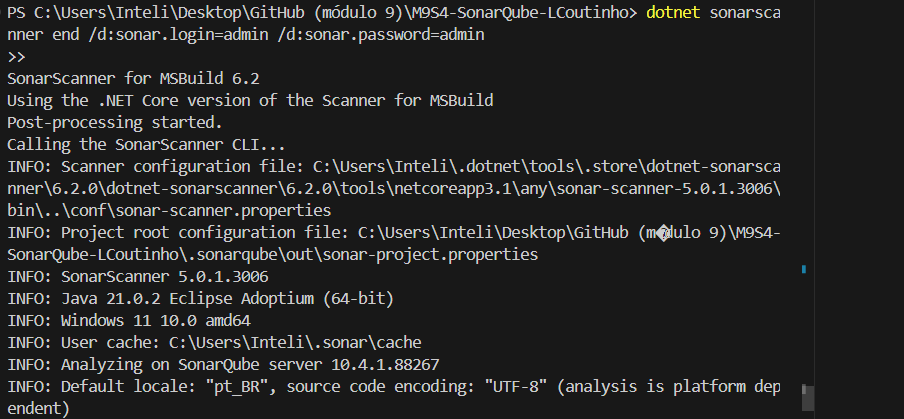 PS C:\Users\Inteli\Desktop\GitHub (módulo 9)\M9S4-SonarQube-LCoutinho> dotnet sonarsca
nner end /d:sonar.login=admin /d:sonar.password=admin
>>
SonarScanner for MSBuild 6.2
Using the .NET Core version of the Scanner for MSBuild
Post-processing started.
Calling the SonarScanner CLI...
INFO: Scanner configuration file: C:\Users\Inteli\.dotnet\tools\.store\dotnet-sonarsca
nner\6.2.0\dotnet-sonarscanner\6.2.0\tools\netcoreapp3.1\any\sonar-scanner-5.0.1.3006\
bin\..\conf\sonar-scanner.properties
INFO: Project root configuration file: C:\Users\Inteli\Desktop\GitHub (m�dulo 9)\M9S4-
SonarQube-LCoutinho\.sonarqube\out\sonar-project.properties
INFO: SonarScanner 5.0.1.3006
INFO: Java 21.0.2 Eclipse Adoptium (64-bit)
INFO: Windows 11 10.0 amd64
INFO: User cache: C:\Users\Inteli\.sonar\cache
INFO: Analyzing on SonarQube server 10.4.1.88267
INFO: Default locale: "pt_BR", source code encoding: "UTF-8" (analysis is platform dep
endent)